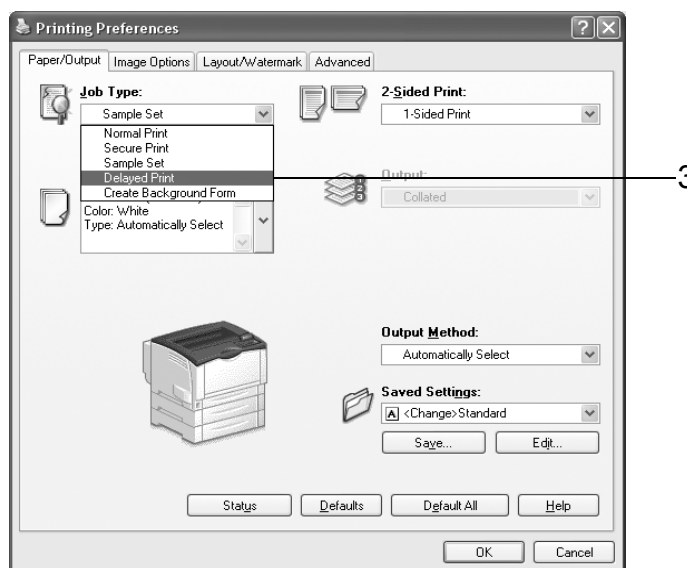 Printing Preferences
Paper/Output Image Options Layout/Watermark Advanced
Job Type:
Sample Set
Normal Print
Secure Print
Sample Set
Delayed Print
Create Background Form
Color: White
Type: Automatically Select
2-Sided Print:
1-Sided Print
Output:
Collated
3
Output Method:
Automatically Select
Saved Settings:
A <Change>Standard
Save... Edit...
Status Defaults Default All Help
OK Cancel